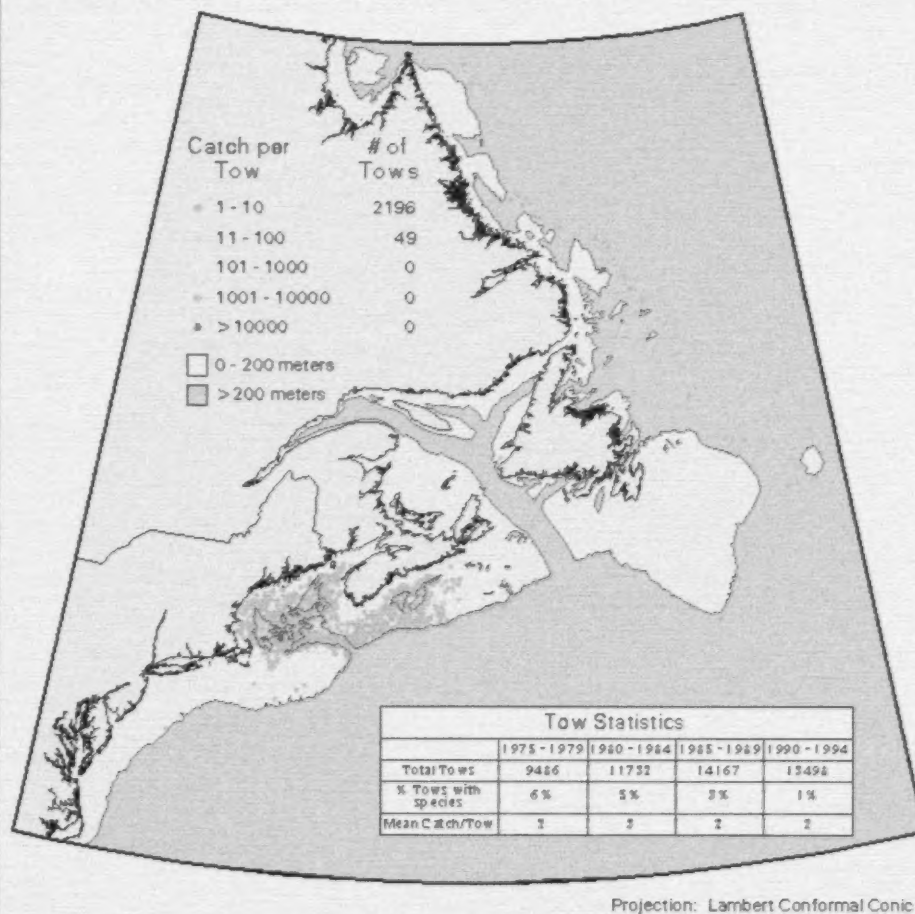 Catch per # of
Tow Tows
1 - 10 2196
11 - 100 49
101 - 1000 0
1001 - 10000 0
>10000 0
0 - 200 meters
>200 meters
Tow Statistics
1975 - 1979 1980 - 1984 1985 - 1989 1990 - 1994
Total Tows 9486 11732 14167
% Tows with
species
6% 5% 3% 1%
Mean Catch/Tow
Projection: Lambert Conformal Conic